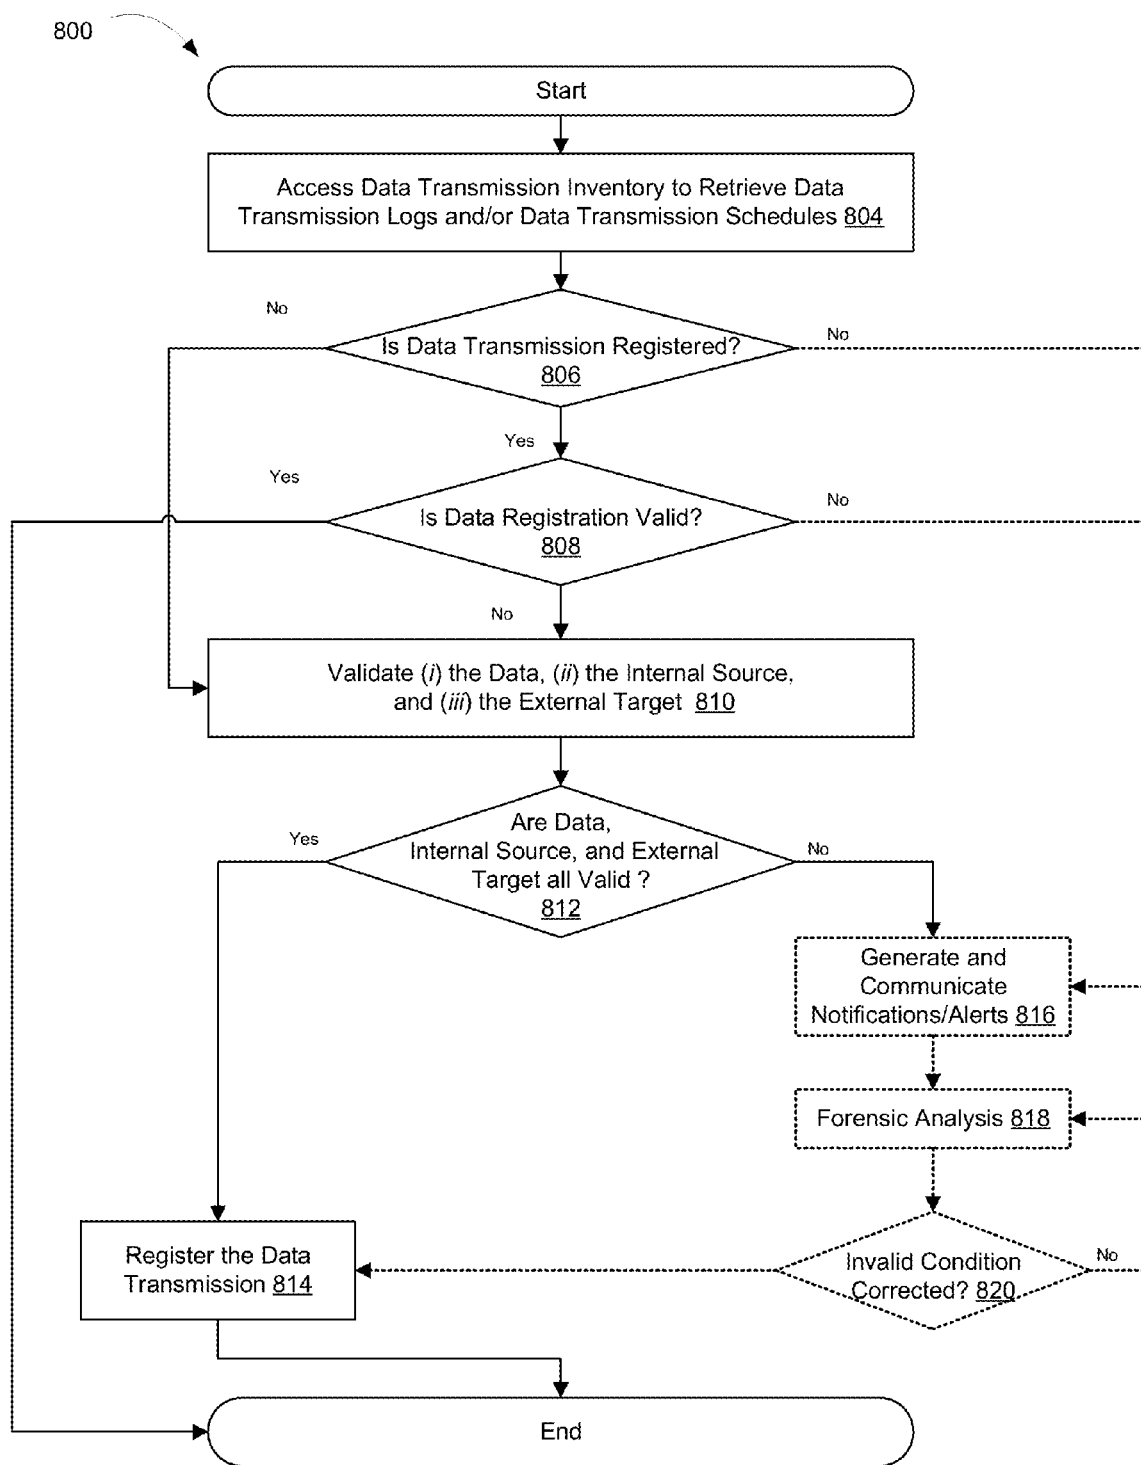 800
Start
Access Data Transmission Inventory to Retrieve Data
Transmission Logs and/or Data Transmission Schedules 804
No
No
Is Data Transmission Registered?
806
Yes
Yes
No
Is Data Registration Valid?
808
No
Validate (i) the Data, (ii) the Internal Source,
and (iii) the External Target 810
Yes
Are Data,
Internal Source, and External
Target all Valid ?
812
No
Generate and
Communicate
Notifications/Alerts 816
Forensic Analysis 818
Register the Data
Transmission 814
Invalid Condition
Corrected? 820
No
End